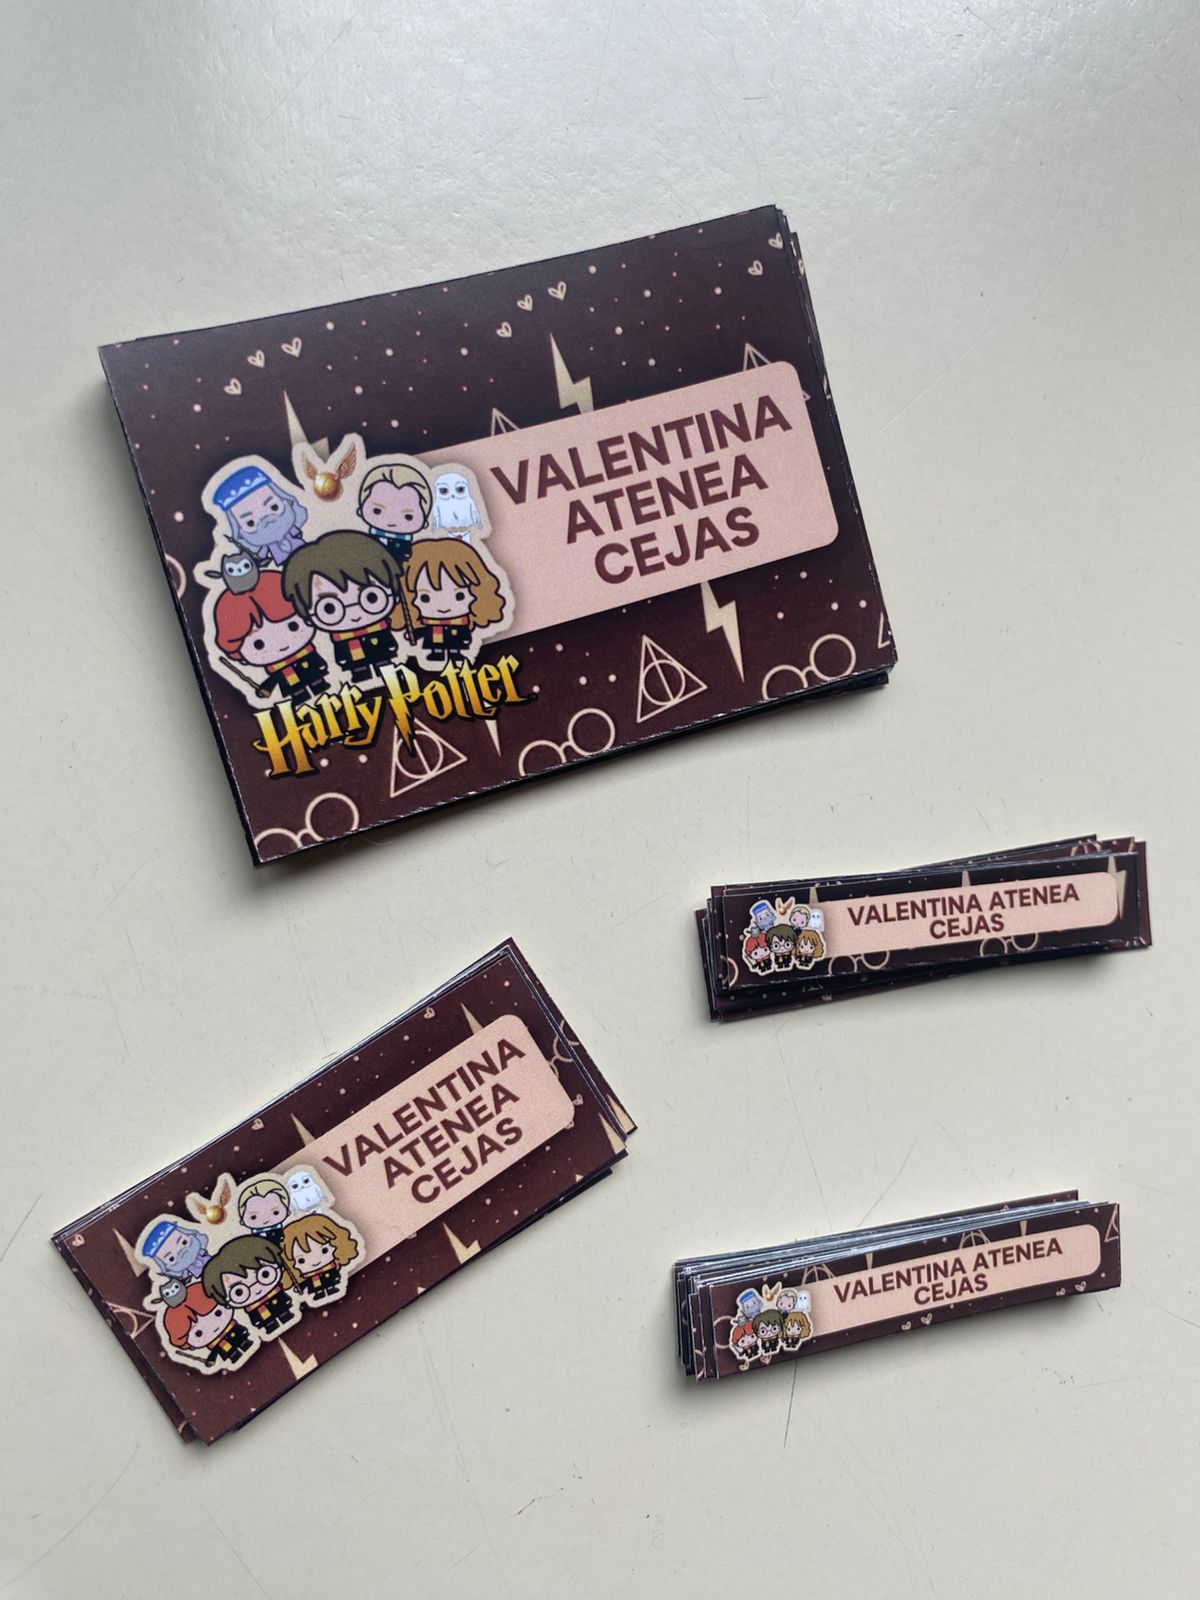 VALENTINA
ATENEA
CEJAS
Harry Potter
VALENTINA ATENEA
CEJAS
VALENTINA
ATENEA
CEJAS
VALENTINA ATENEA
CEJAS